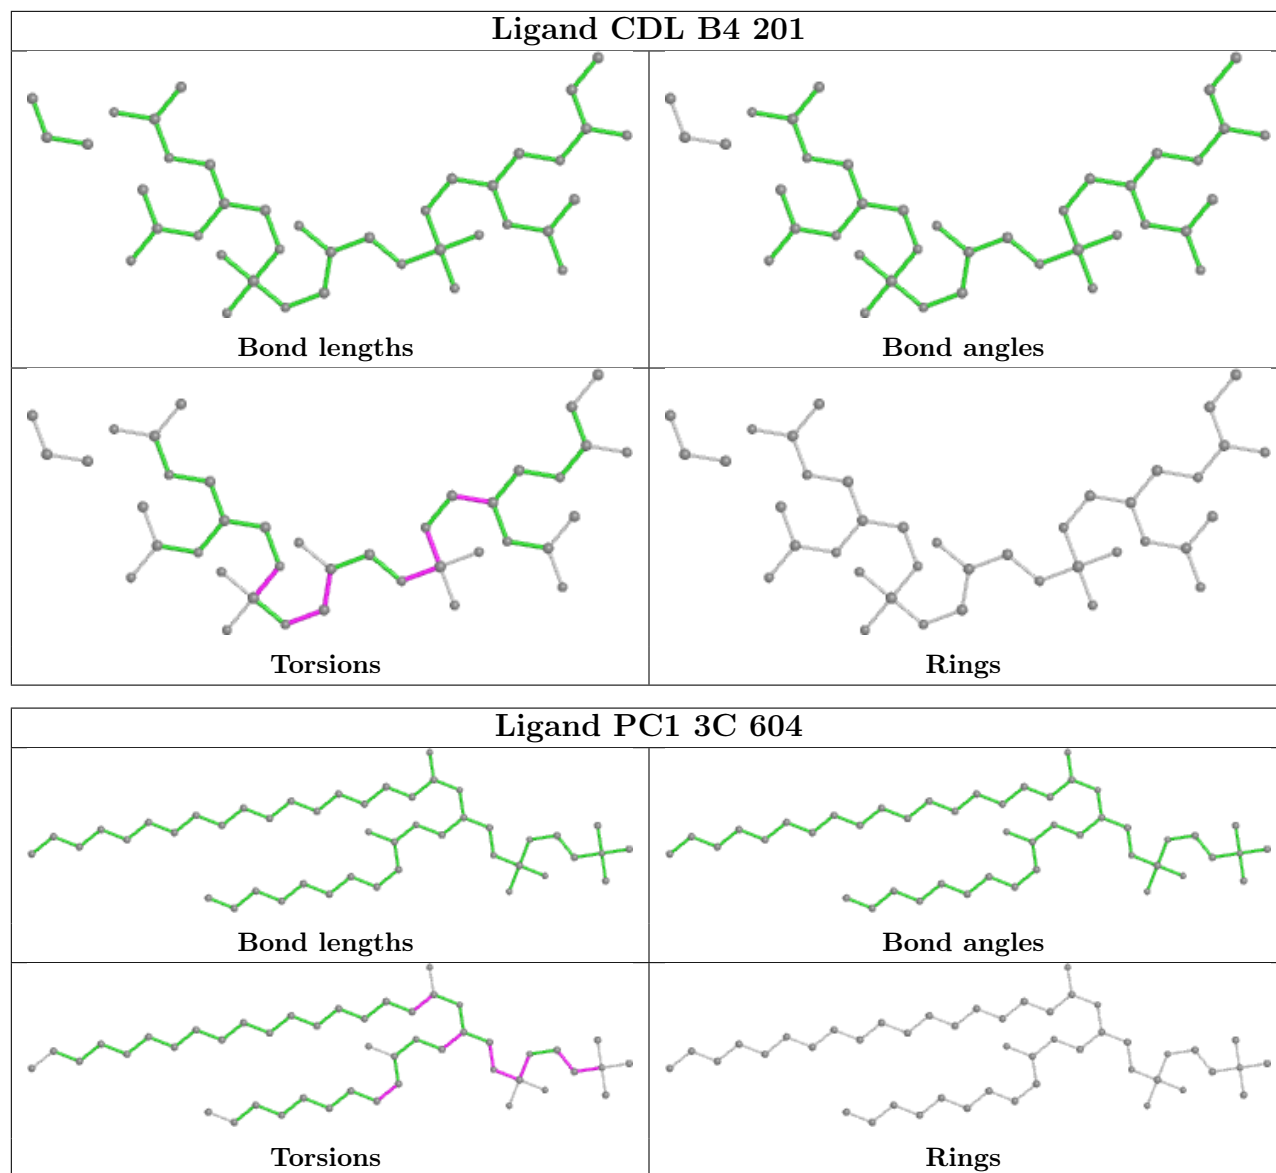 Ligand CDL B4 201
Bond lengths
Bond angles
Torsions
Rings
Ligand PC1 3C 604
Bond lengths
Bond angles
Torsions
Rings